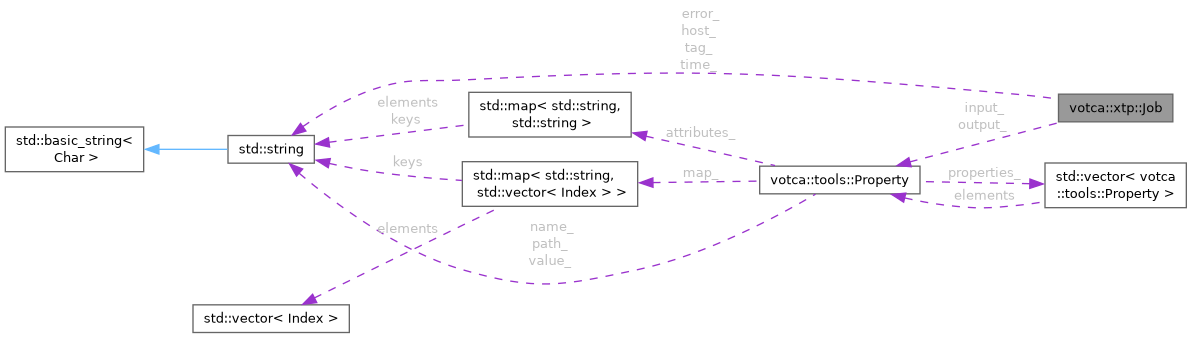 error_
host_
tag_
time_
std::map< std::string,
std::string >
elements
keys
votca::xtp::Job
input_
output_
std::basic_string<
Char >
std::string
attributes_
keys
std::map< std::string,
std::vector< Index > >
map_
votca::tools::Property
properties_
elements
std::vector< votca
::tools::Property >
elements
name_
path_
value_
std::vector< Index >